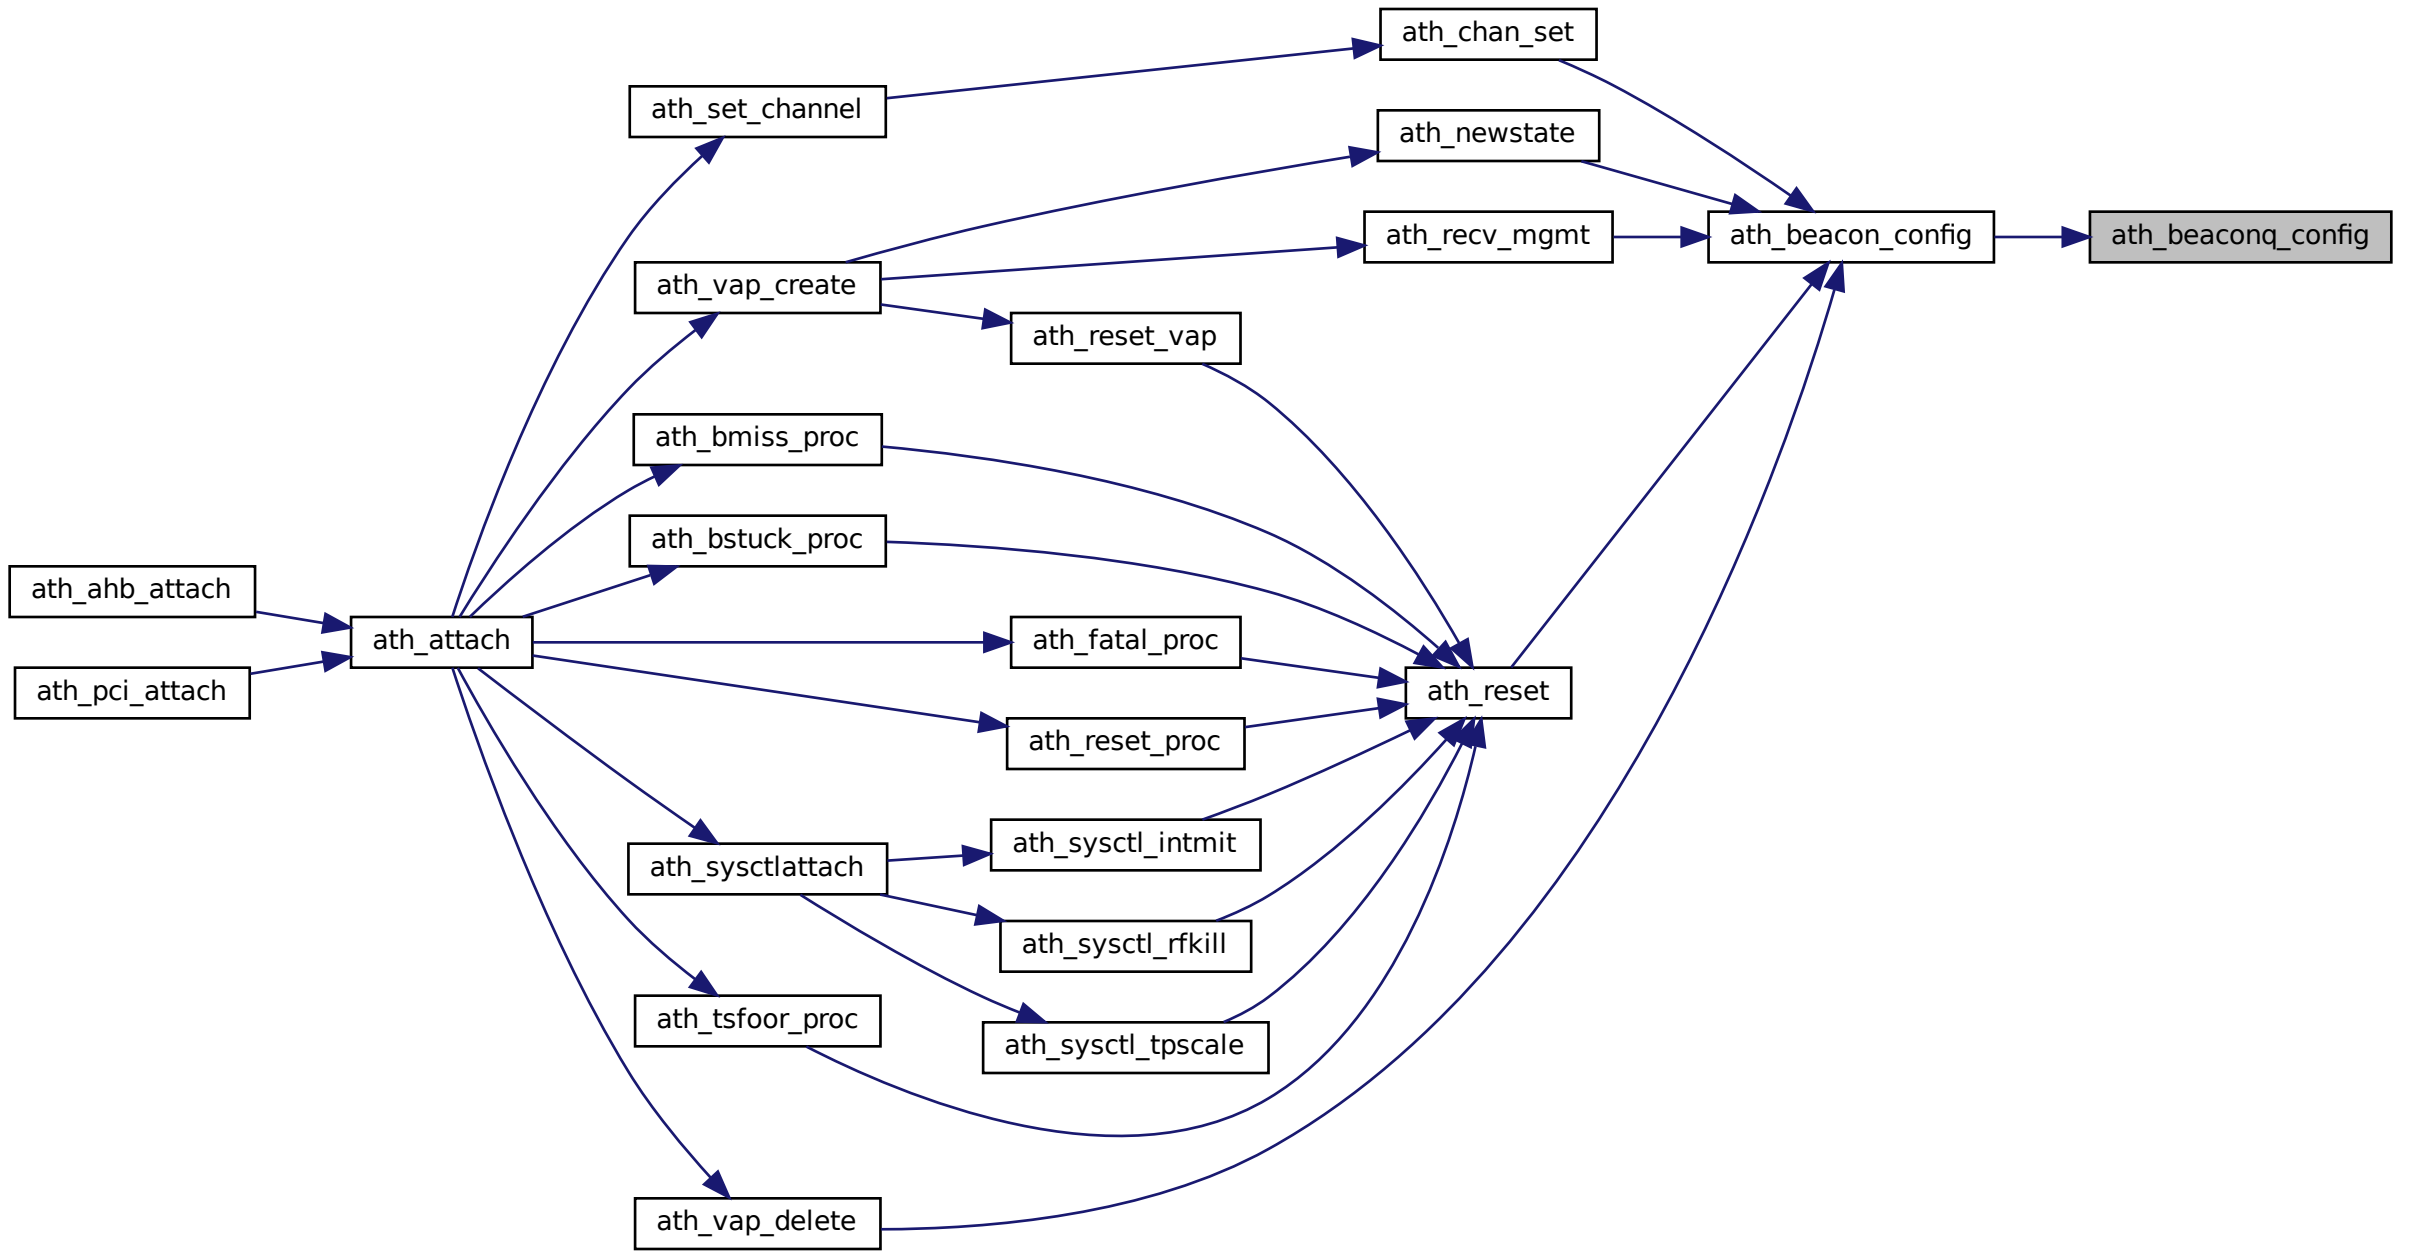 ath_chan_set
ath_set_channel
ath_newstate
ath_recv_mgmt
ath_beacon_config
ath_beaconq_config
ath_vap_create
ath_reset_vap
ath_bmiss_proc
ath_bstuck_proc
ath_ahb_attach
ath_attach
ath_fatal_proc
ath_pci_attach
ath_reset
ath_reset_proc
ath_sysctl_intmit
ath_sysctlattach
ath_sysctl_rfkill
ath_tsfoor_proc
ath_sysctl_tpscale
ath_vap_delete